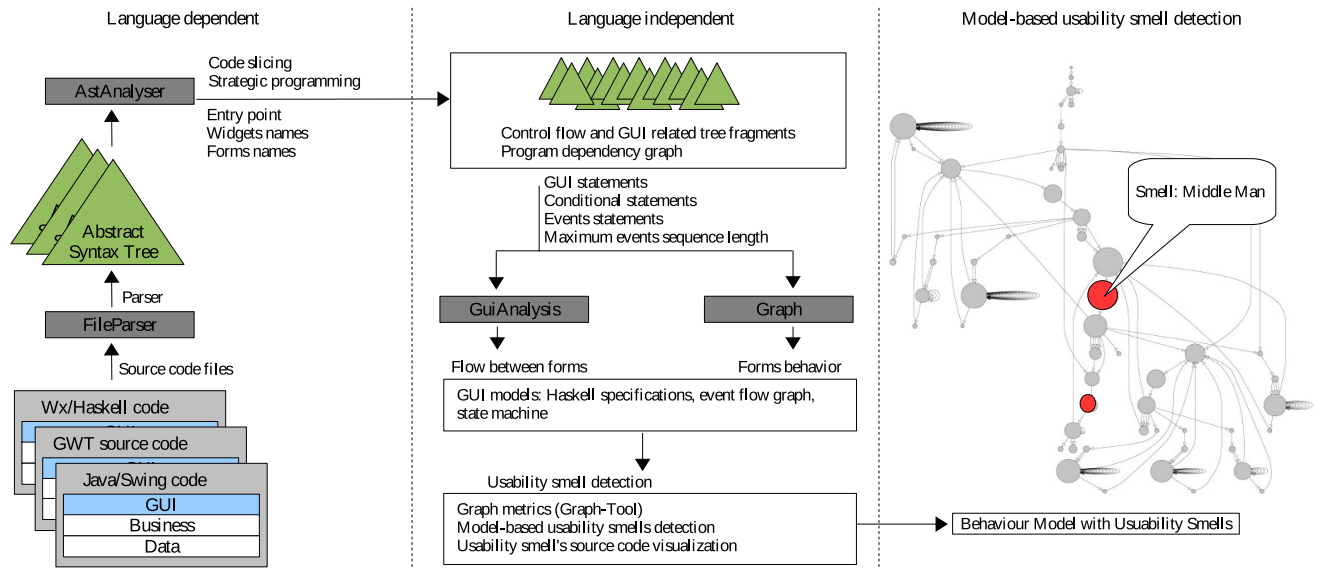 Language dependent
Code slicing
Strategic programming
AstAnalyser
Entry point
Widgets names
Forms names
Abstract
Syntax Tree
Parser
FileParser
Source code files
Wx/Haskell code
GWT source code
Java/Swing code
GUI
Business
Data
Language independent
Control flow and GUI related tree fragments
Program dependency graph
GUI statements
Conditional statements
Events statements
Maximum events sequence length
GuiAnalysis
Graph
Flow between forms
Forms behavior
GUI models: Haskell specifications, event flow graph,
state machine
Usability smell detection
Graph metrics (Graph-Tool)
Model-based usability smells detection
Usability smell's source code visualization
Model-based usability smell detection
Smell: Middle Man
Behaviour Model with Usuability Smells